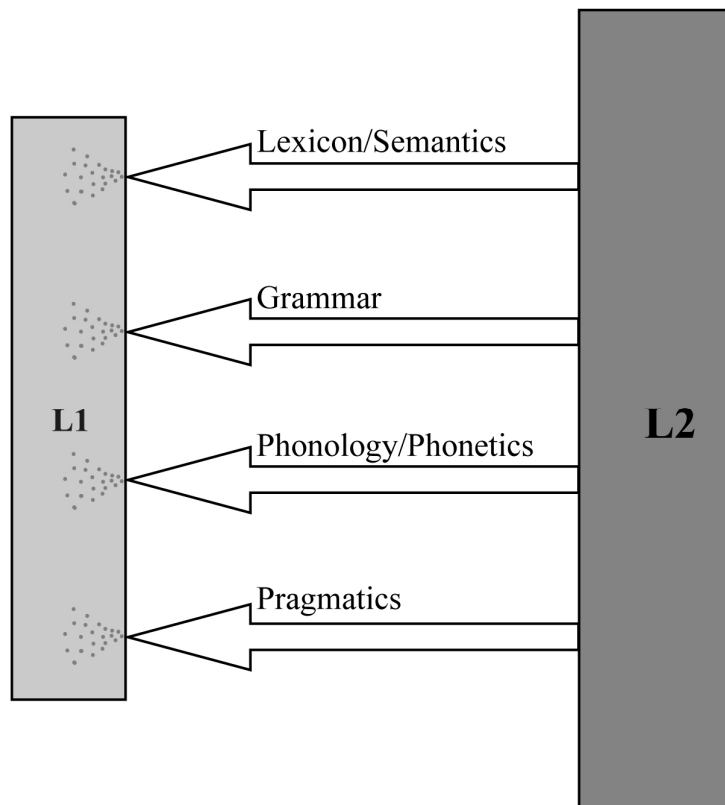 Lexicon/Semantics
Grammar
L1
L2
Phonology/Phonetics
Pragmatics